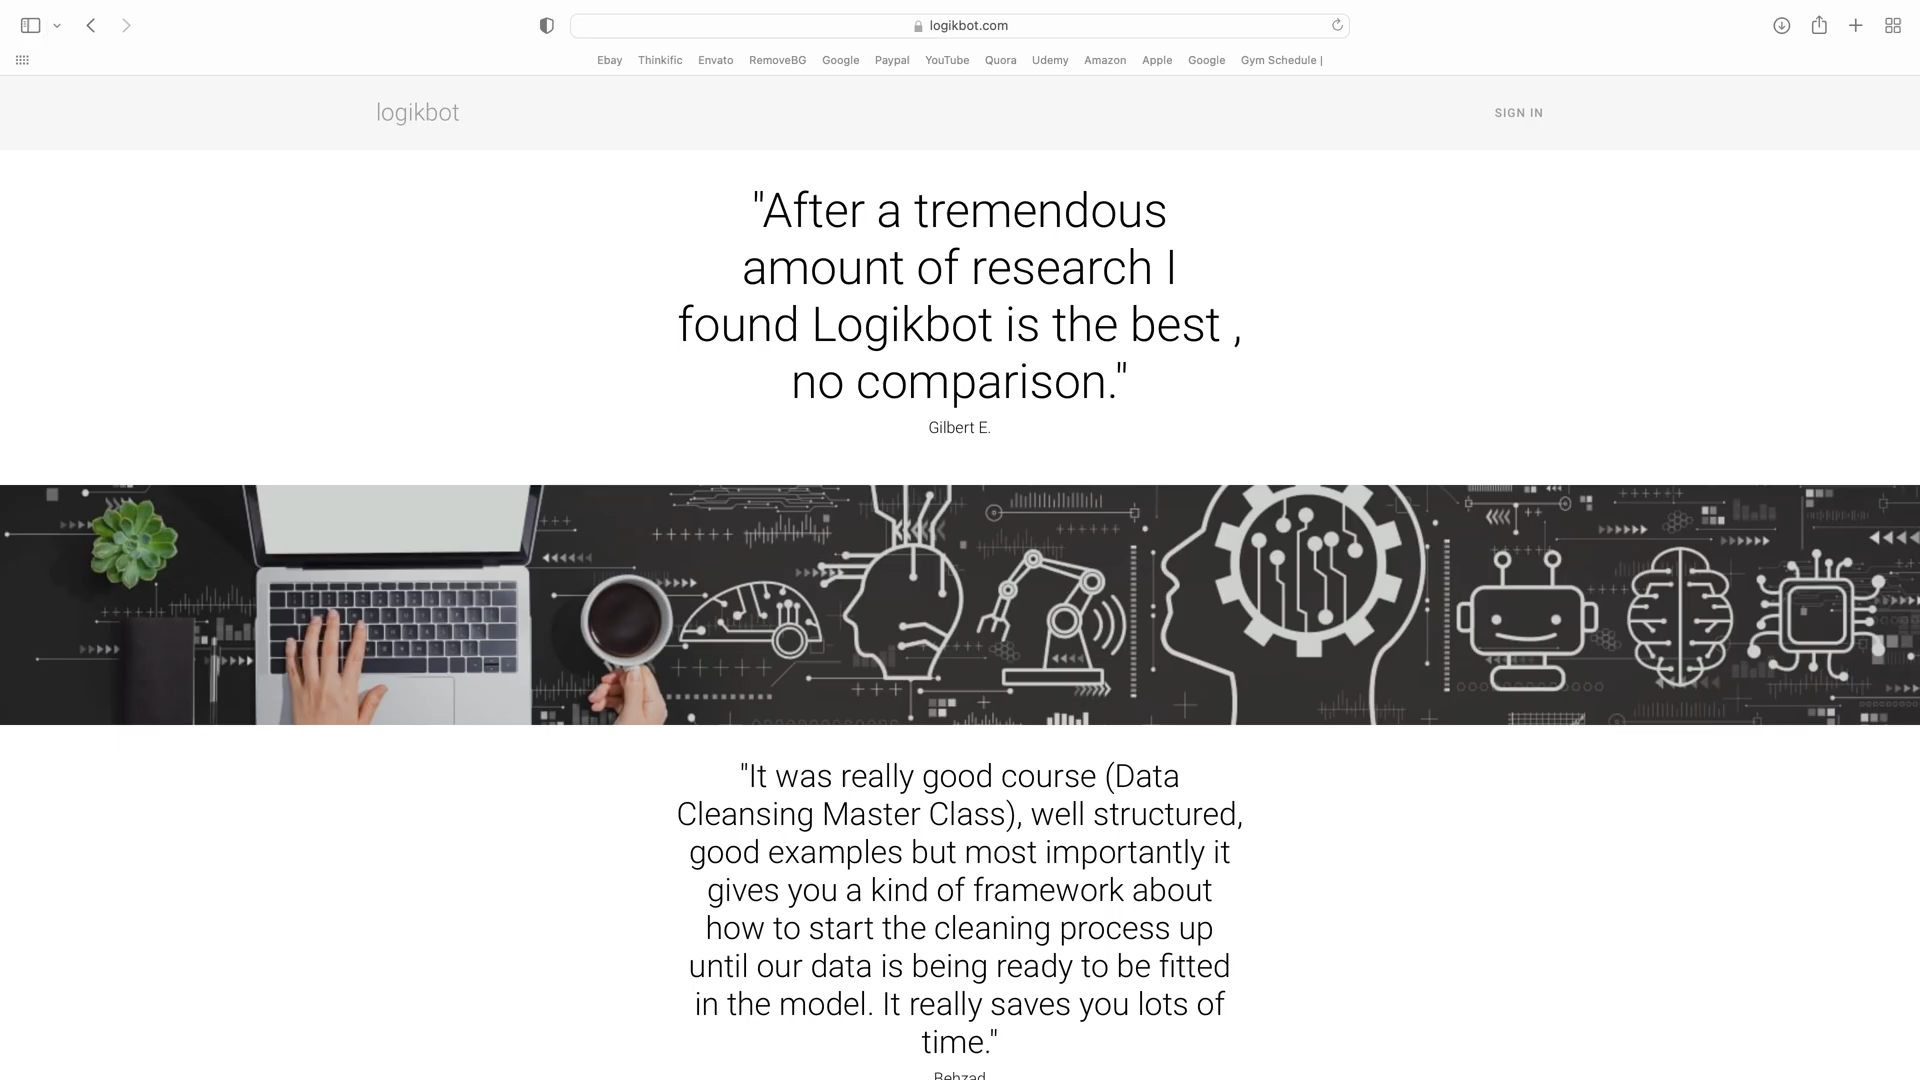 logikbot.com
Ebay Thinkific Envato RemoveBG Google Paypal YouTube Quora Udemy Amazon Apple Google Gym Schedule |
logikbot SIGN IN
"After a tremendous
amount of research I
found Logikbot is the best ,
no comparison."
Gilbert E.
"It was really good course (Data
Cleansing Master Class), well structured,
good examples but most importantly it
gives you a kind of framework about
how to start the cleaning process up
until our data is being ready to be fitted
in the model. It really saves you lots of
time."
Behzad